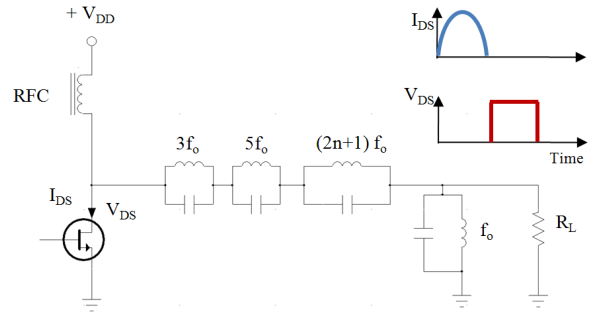 + V_DD
I_DS
RFC
V_DS
3f_o
5f_o
(2n+1) f_o
Time
I_DS
V_DS
f_o
R_L